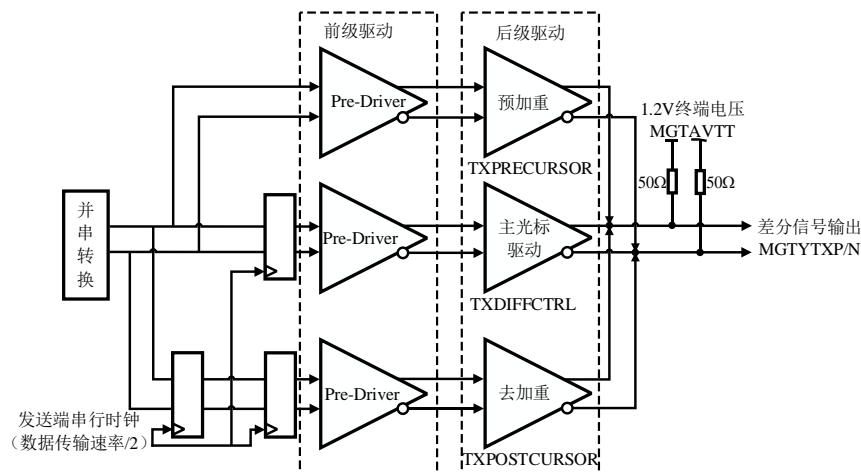 前级驱动
后级驱动
Pre-Driver
预加重
TXPRECURSOR
1.2V终端电压
MGTAVTT
50Ω
50Ω
并
串
转
换
Pre-Driver
主光标
驱动
TXDIFFCTRL
差分信号输出
MGTYTXP/N
Pre-Driver
去加重
TXPOSTCURSOR
发送端串行时钟
（数据传输速率/2）